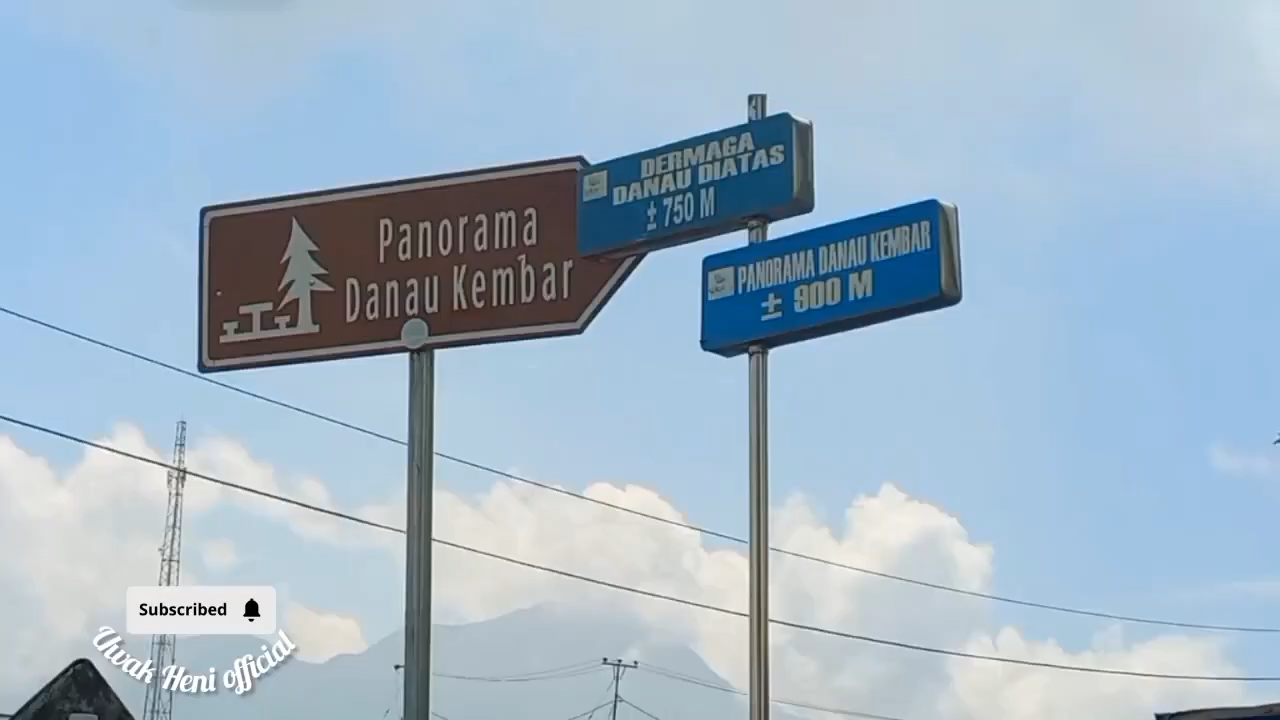 Panorama
Danau Kembar
DERMAGA
DANAU DIATAS
± 750 M
PANORAMA DANAU KEMBAR
± 900 M
Subscribed
Uwak Heni official